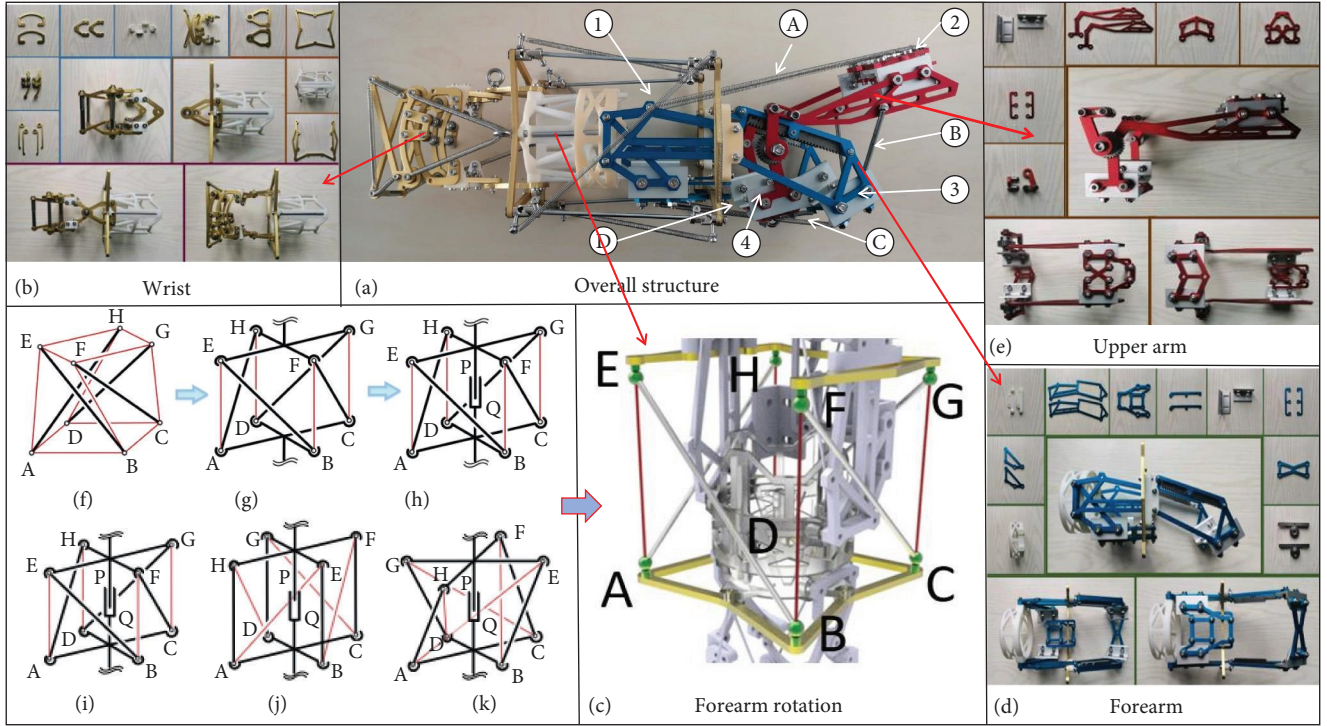 1
A
2
B
3
D
4
C
(b)
Wrist
(a)
Overall structure
(e)
Upper arm
E
H
F
G
A
D
B
C
(f)
H
G
E
F
D
C
A
B
(g)
H
G
E
P
F
Q
D
C
A
B
(h)
H
G
E
P
F
Q
D
C
A
B
(i)
G
F
H
P
E
Q
D
C
A
B
(j)
F
G
H
P
E
Q
D
C
A
B
(k)
E
H
F
G
D
A
C
B
(c)
Forearm rotation
(d)
Forearm